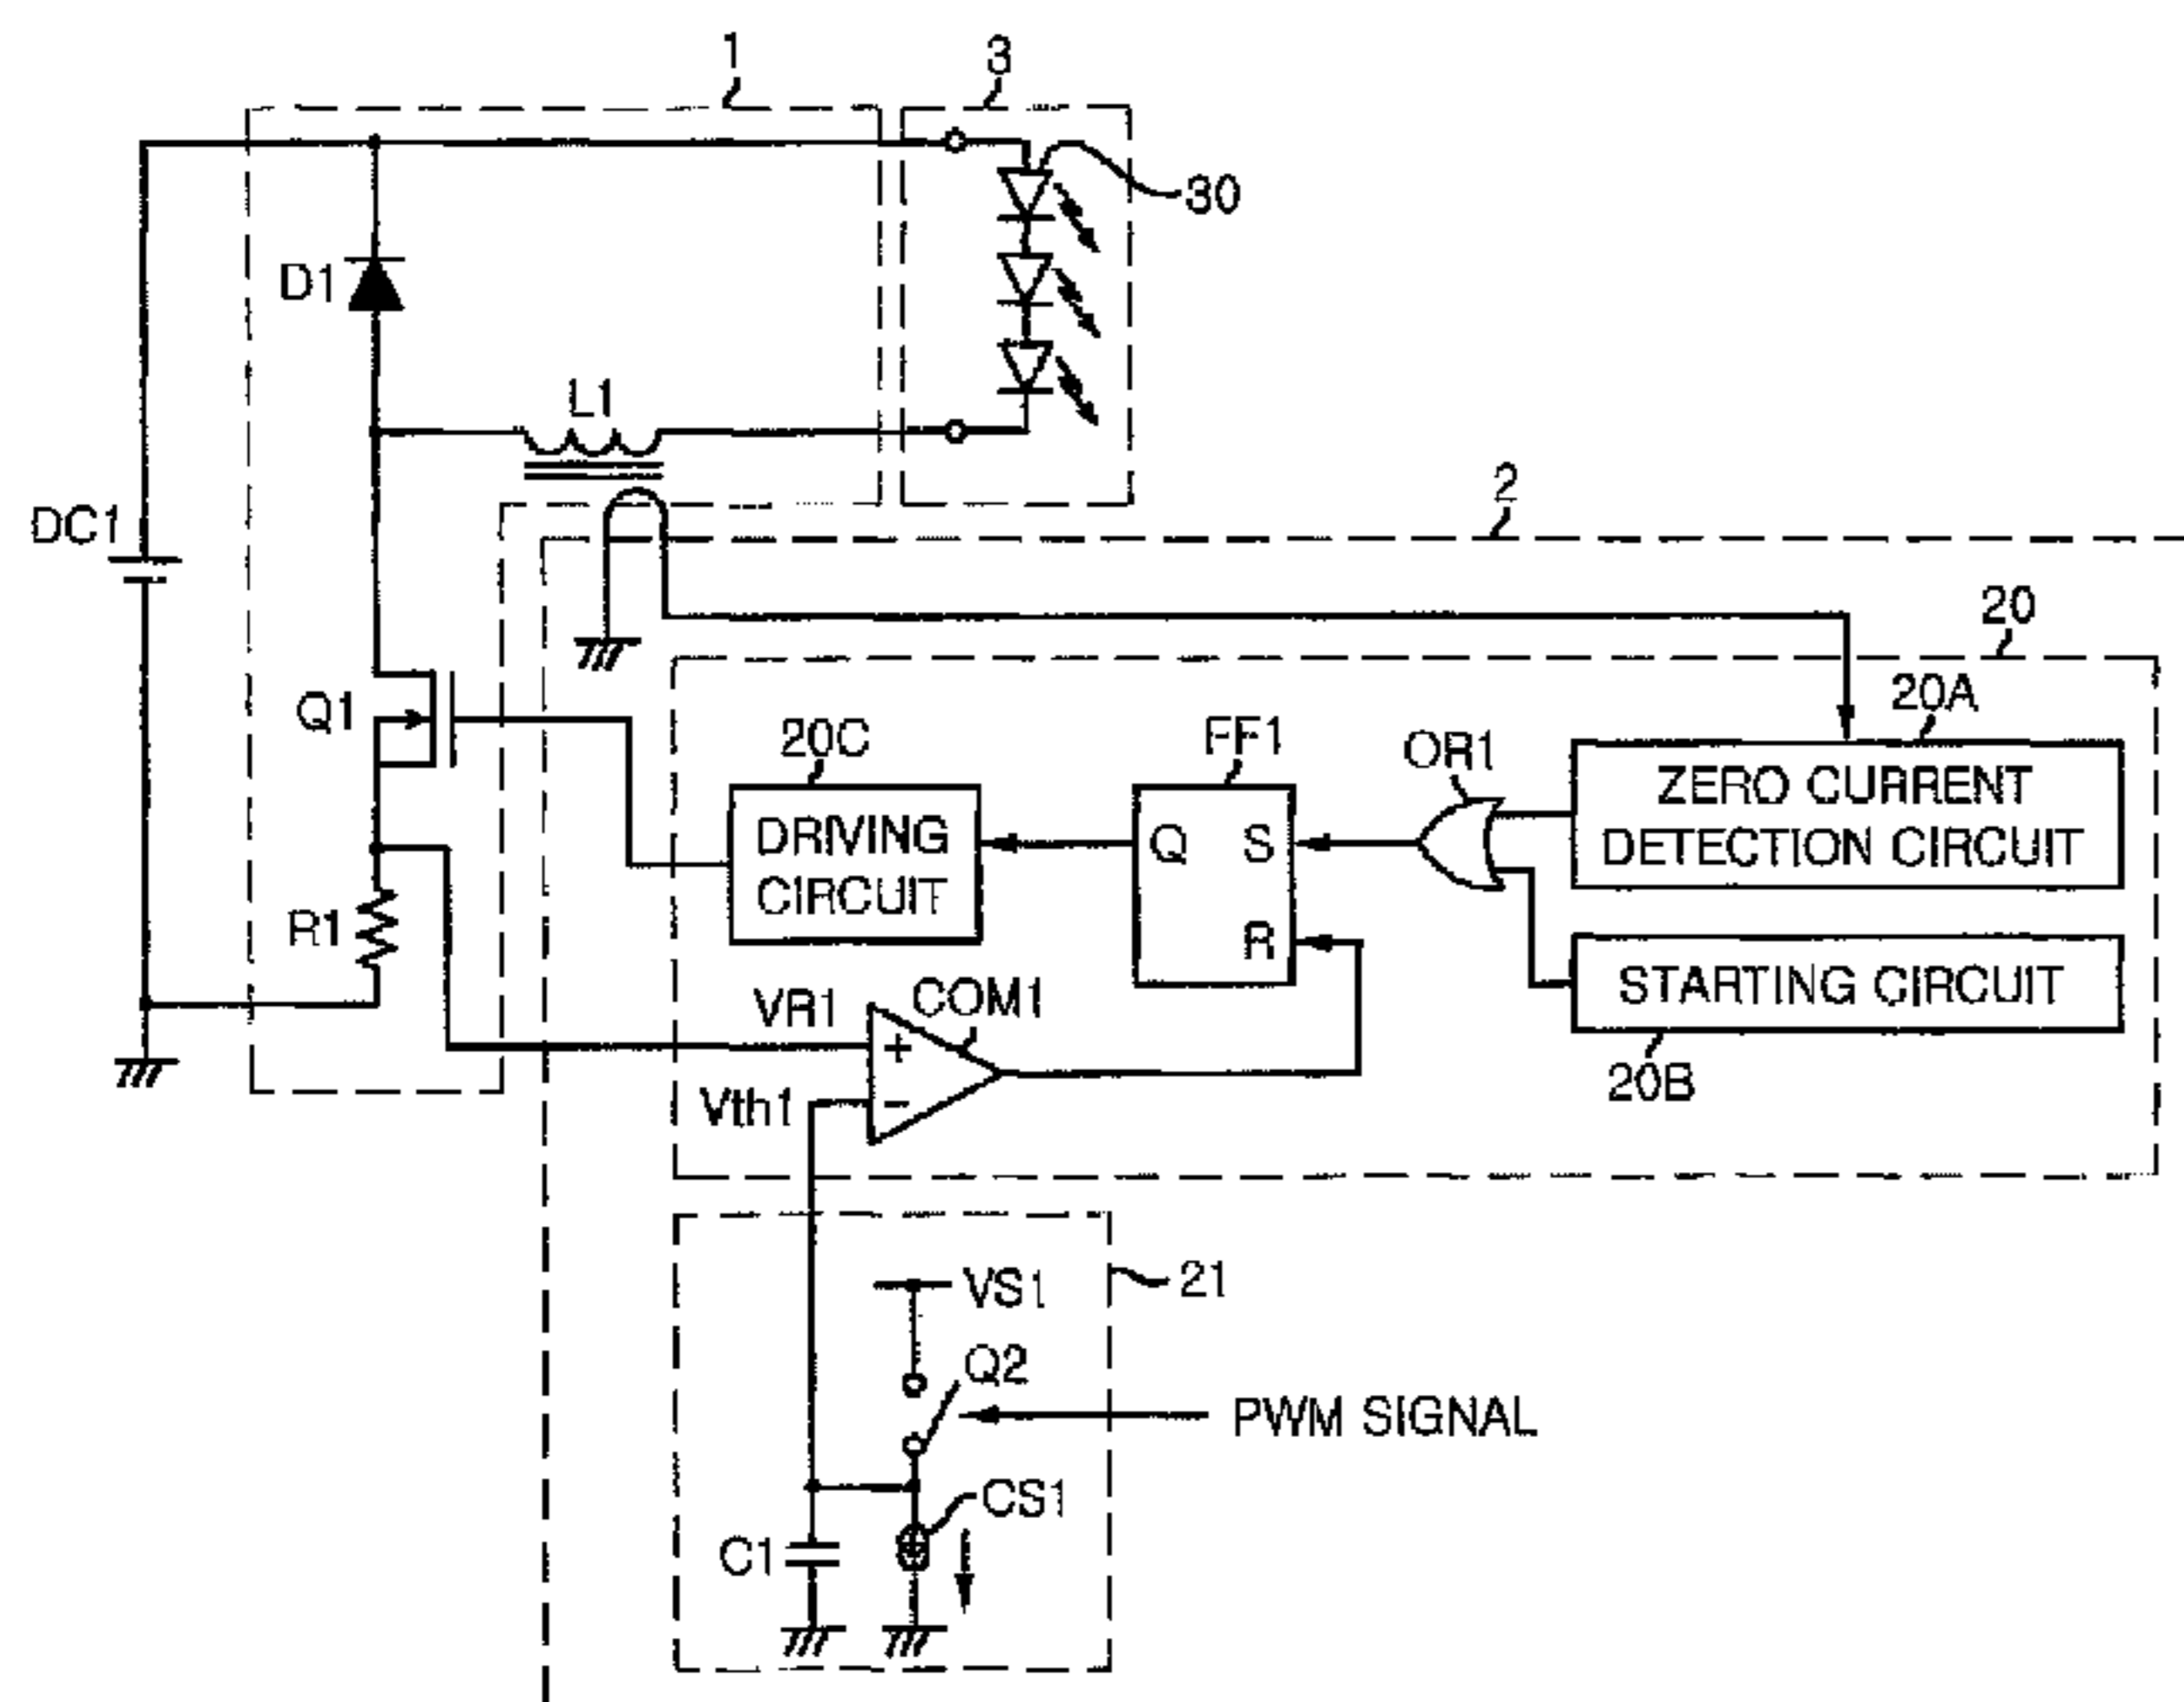 1
3
30
D1
L1
2
DC1
20
20A
Q1
20C
FF1
OR1
ZERO CURRENT
DETECTION CIRCUIT
DRIVING
CIRCUIT
Q
S
R
R1
STARTING CIRCUIT
VR1
COM1
+
20B
Vth1
-
VS1
21
Q2
PWM SIGNAL
CS1
C1